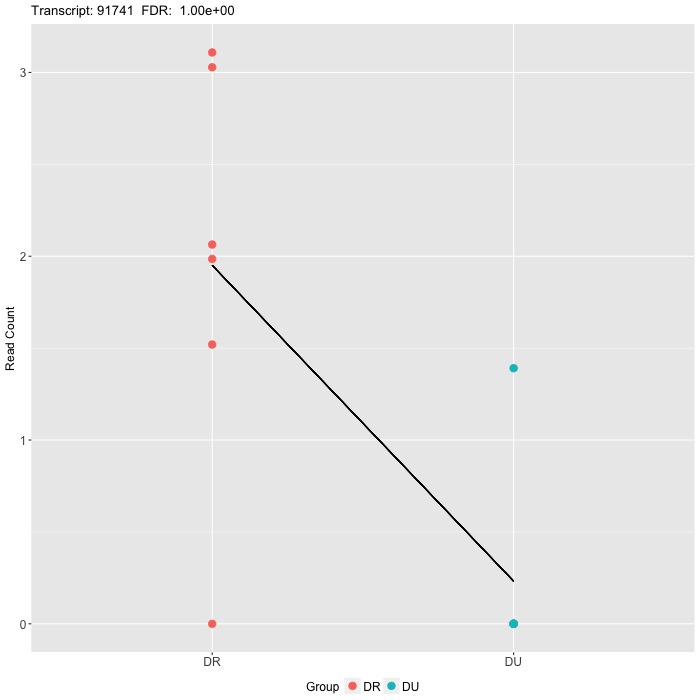 Transcript: 91741  FDR:  1.00e+00
3
2
1
0
Read Count
DR
DU
Group DR DU